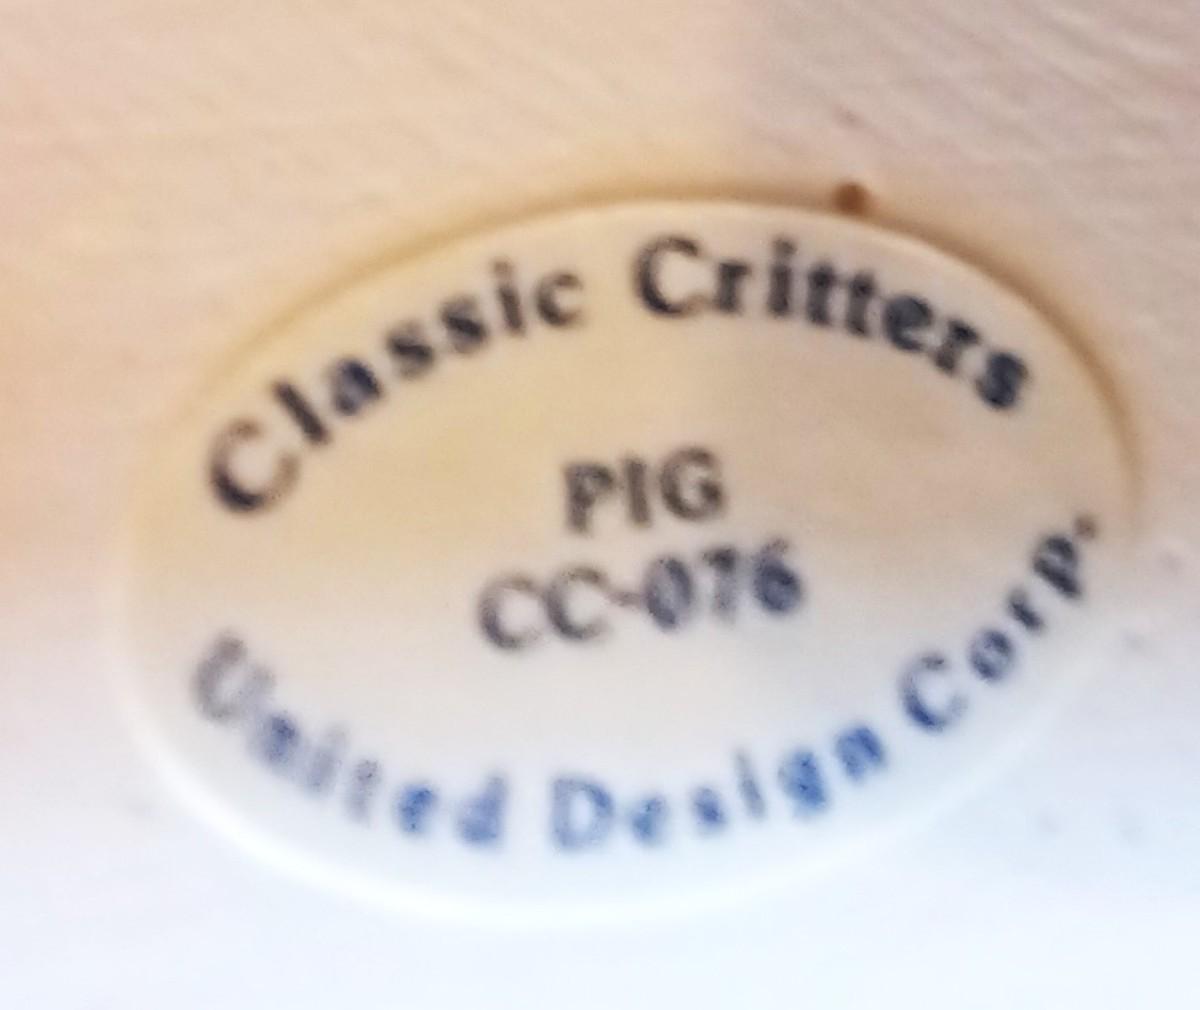 Classic Critters
PIG
CC-076
United Design Corp.